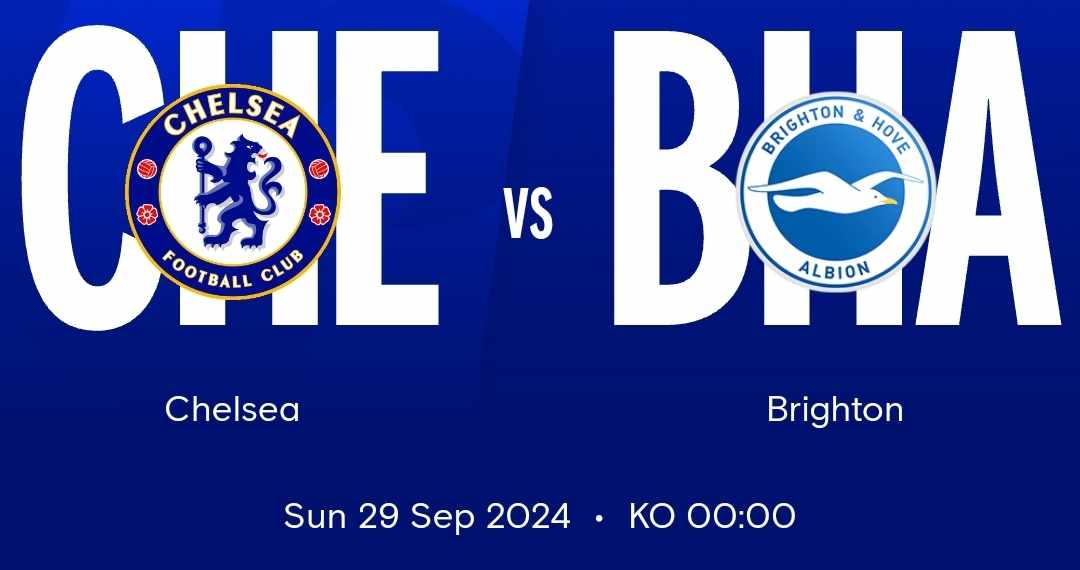 CHE vs BHA
CHELSEA
FOOTBALL CLUB
BRIGHTON & HOVE
ALBION
Chelsea
Brighton
Sun 29 Sep 2024 • KO 00:00